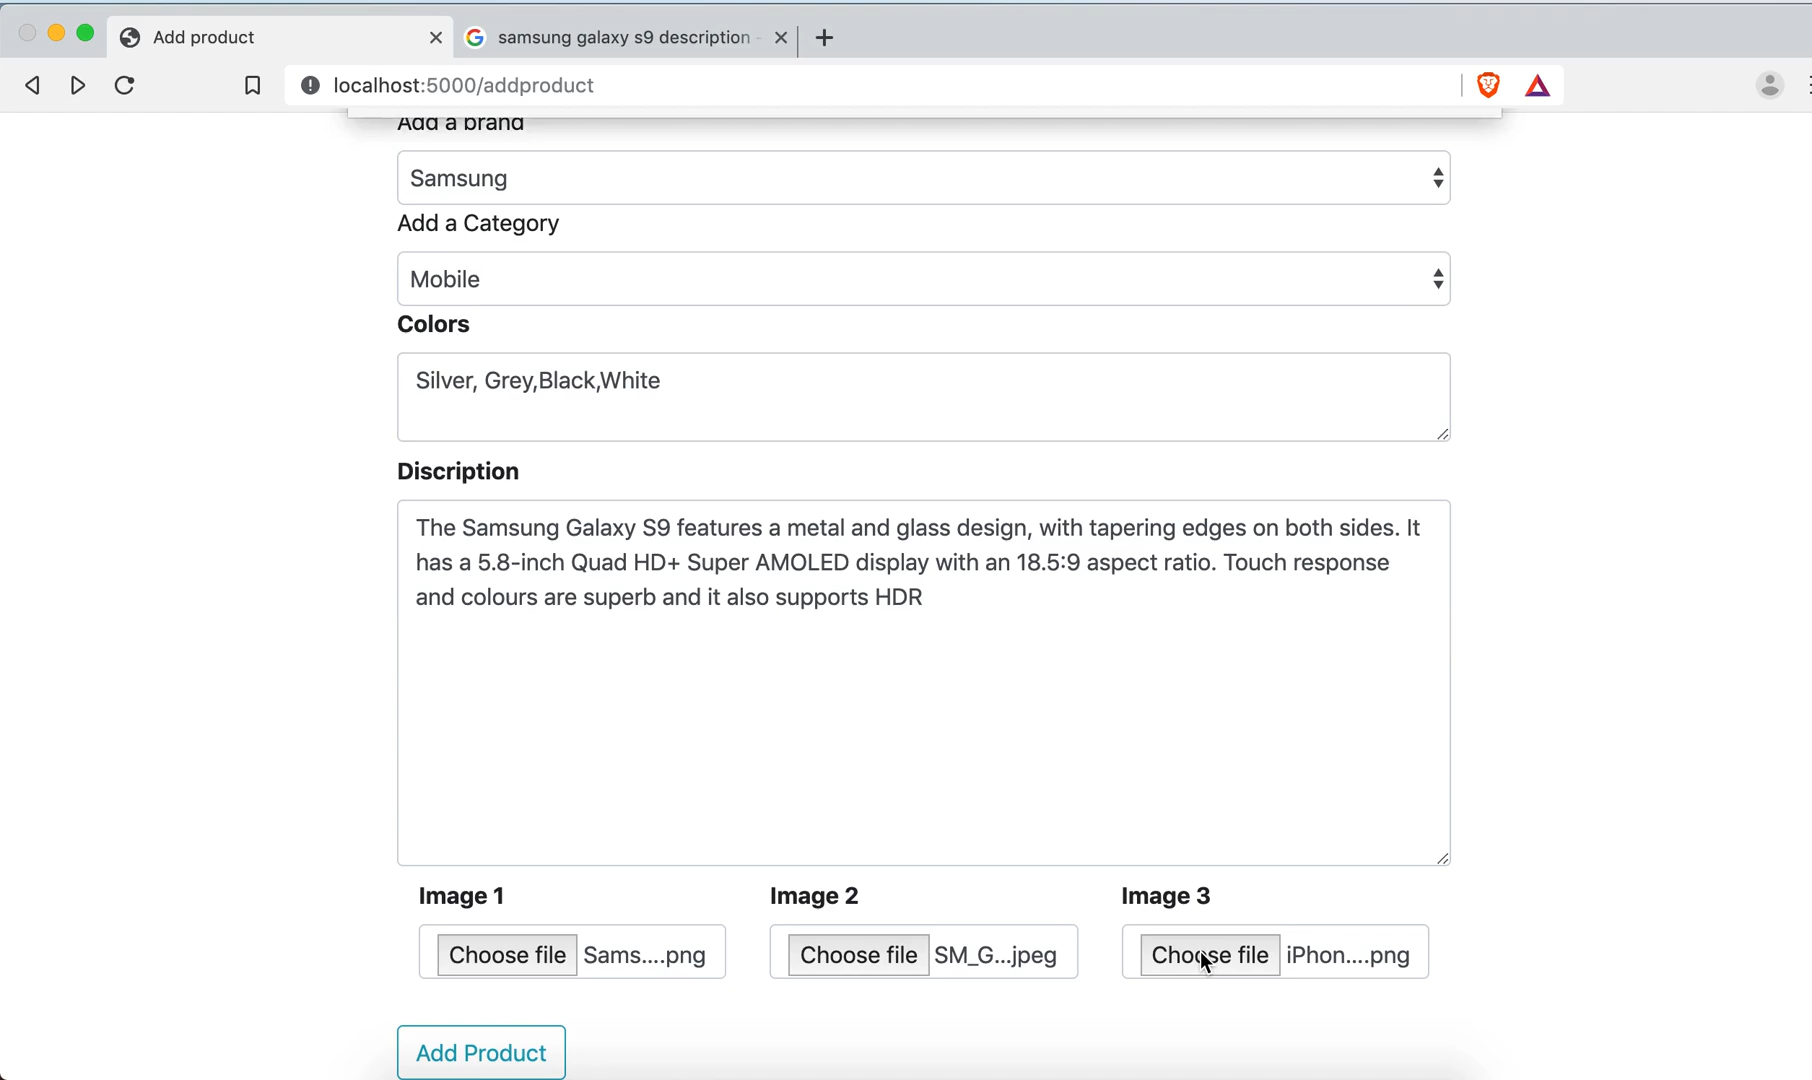 Add product
samsung galaxy s9 description -
localhost:5000/addproduct
Add a brand
Samsung
Add a Category
Mobile
Colors
Silver, Grey,Black,White
Discription
The Samsung Galaxy S9 features a metal and glass design, with tapering edges on both sides. It
has a 5.8-inch Quad HD+ Super AMOLED display with an 18.5:9 aspect ratio. Touch response
and colours are superb and it also supports HDR
Image 1 Image 2 Image 3
Choose file Sams....png Choose file SM_G...jpeg Choose file iPhon....png
Add Product